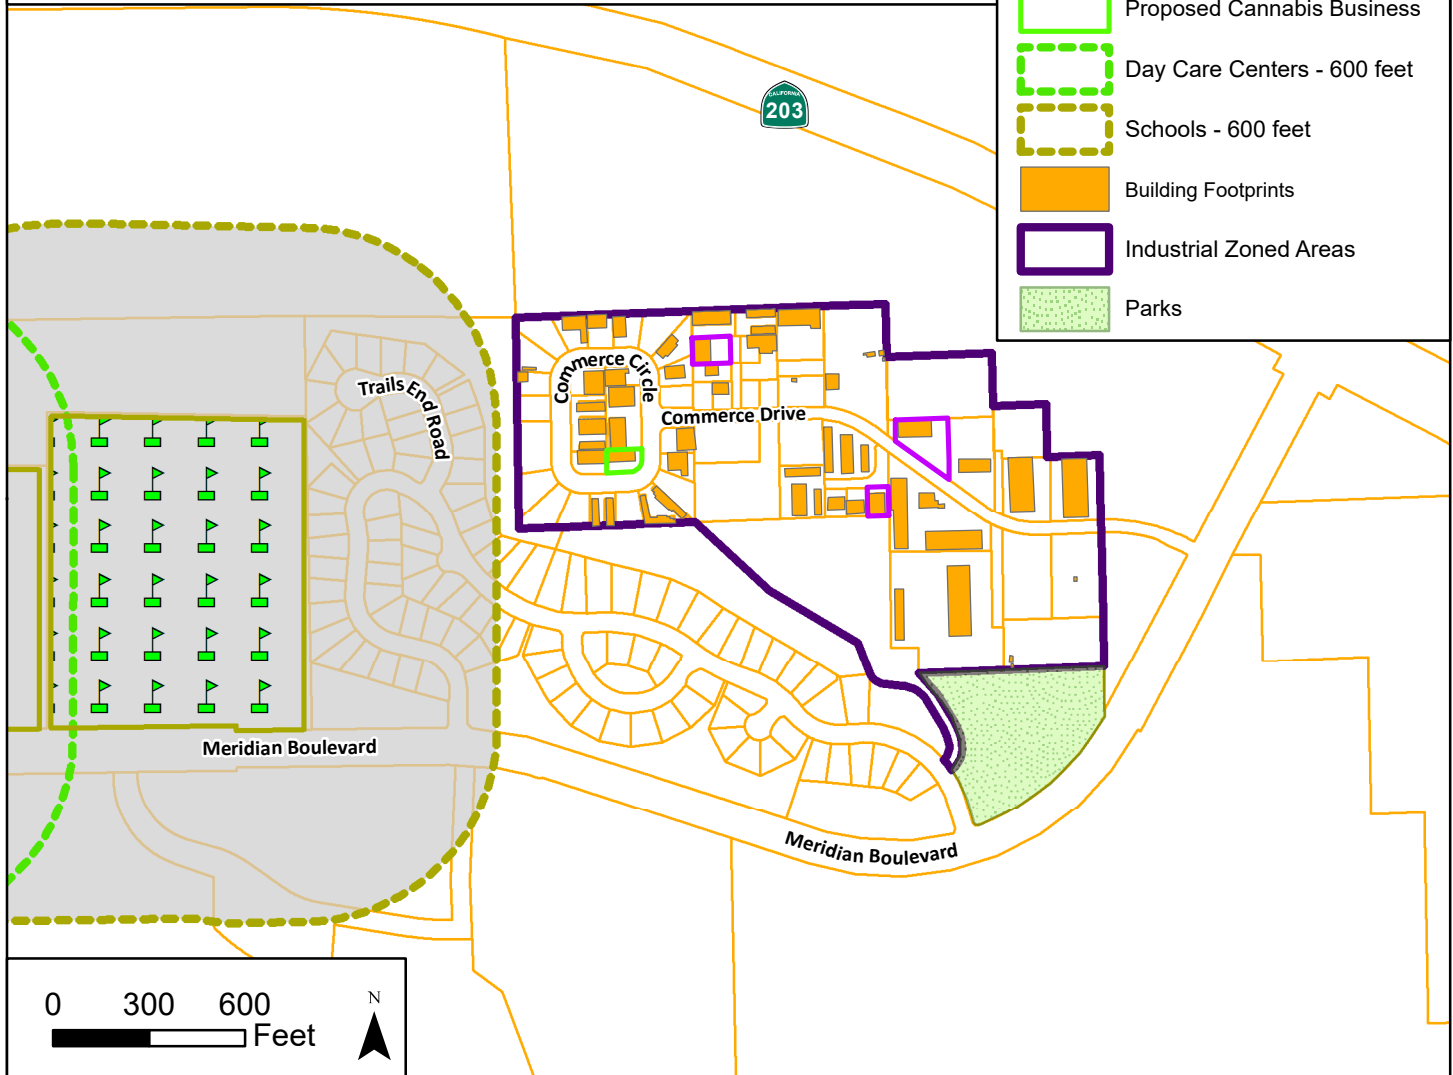 Proposed Cannabis Business
Day Care Centers - 600 feet
Schools - 600 feet
Building Footprints
Industrial Zoned Areas
Parks
CALIFORNIA
203
Trails End Road
Commerce Circle
Commerce Drive
Meridian Boulevard
Meridian Boulevard
0 300 600
Feet
N